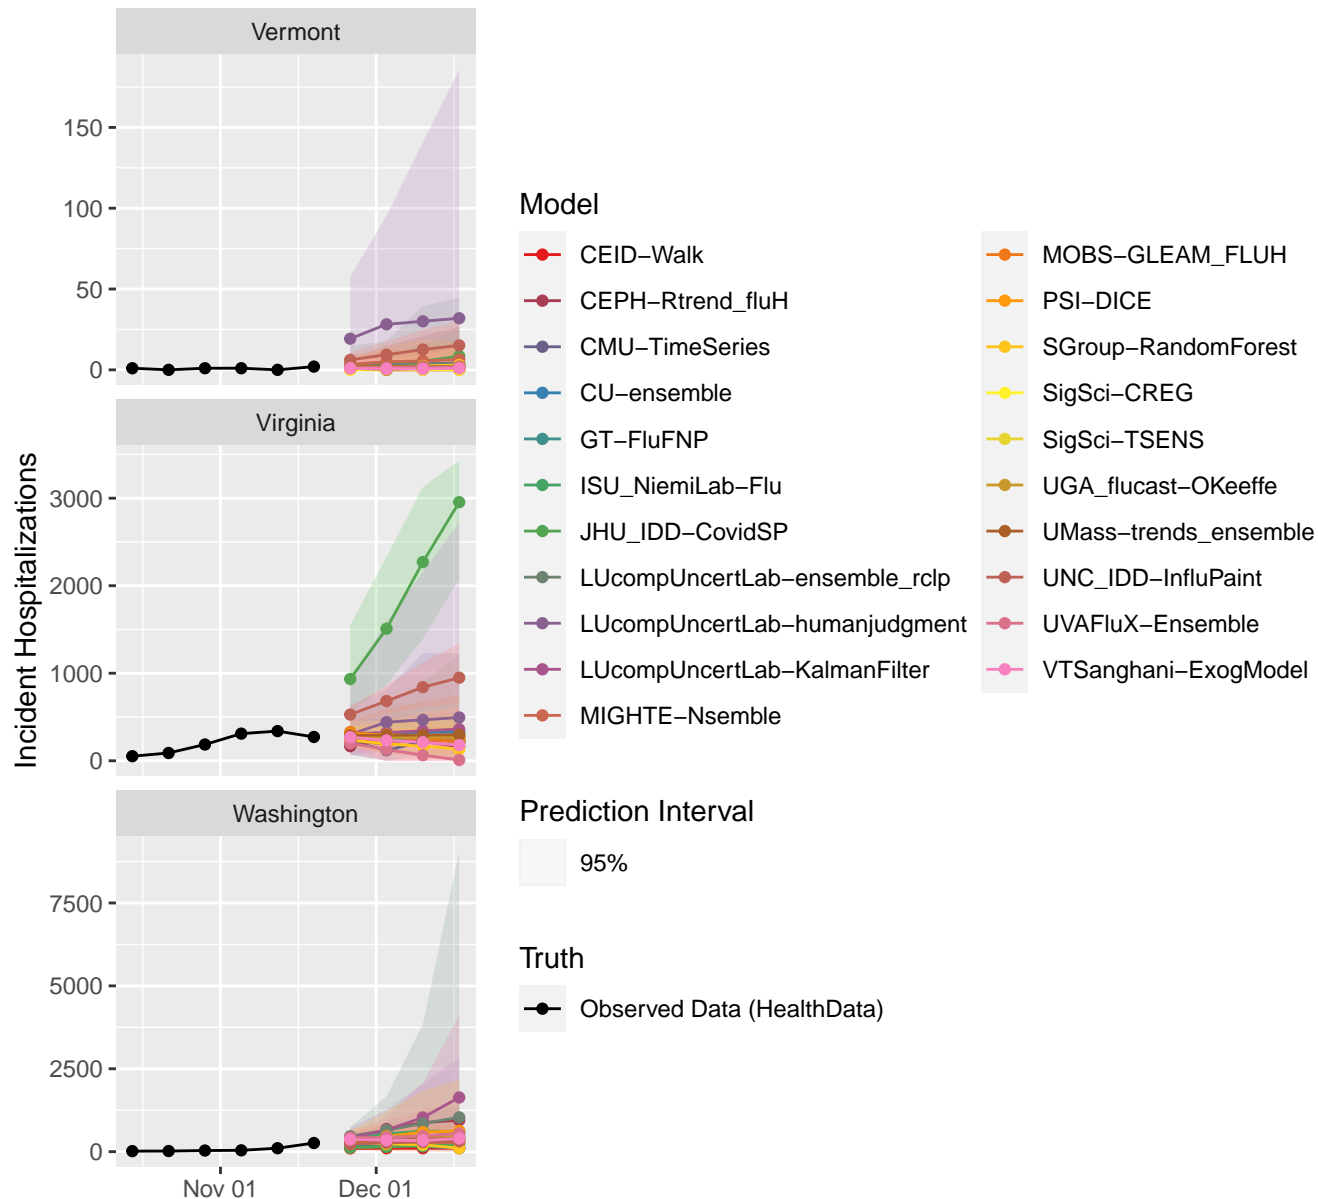 Vermont
150
100
50
0
Virginia
3000
2000
1000
0
Washington
7500
5000
2500
0
Nov 01
Dec 01
Incident Hospitalizations
Model
CEID−Walk
CEPH−Rtrend_fluH
CMU−TimeSeries
CU−ensemble
GT−FluFNP
ISU_NiemiLab−Flu
JHU_IDD−CovidSP
LUcompUncertLab−ensemble_rclp
LUcompUncertLab−humanjudgment
LUcompUncertLab−KalmanFilter
MIGHTE−Nsemble
MOBS−GLEAM_FLUH
PSI−DICE
SGroup−RandomForest
SigSci−CREG
SigSci−TSENS
UGA_flucast−OKeeffe
UMass−trends_ensemble
UNC_IDD−InfluPaint
UVAFluX−Ensemble
VTSanghani−ExogModel
Prediction Interval
95%
Truth
Observed Data (HealthData)